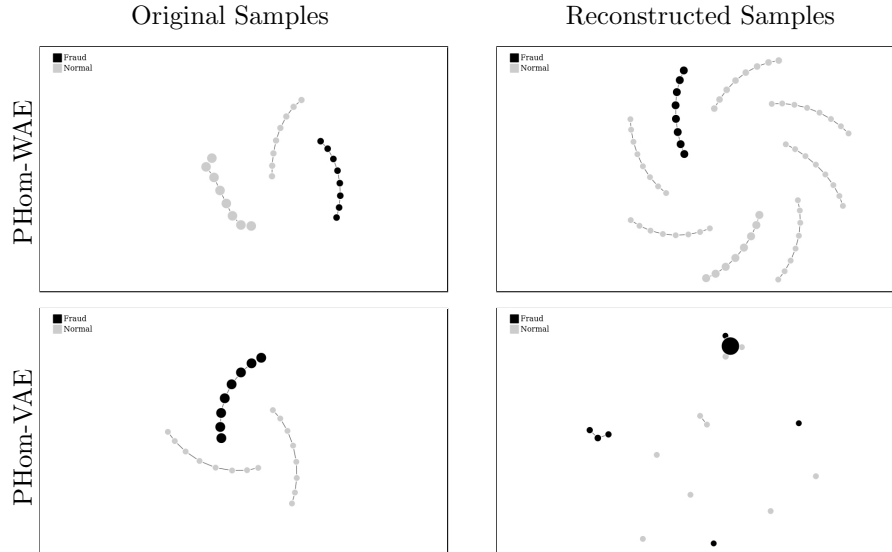 Original Samples
Reconstructed Samples
PHom-WAE
Fraud
Normal
Fraud
Normal
PHom-VAE
Fraud
Normal
Fraud
Normal